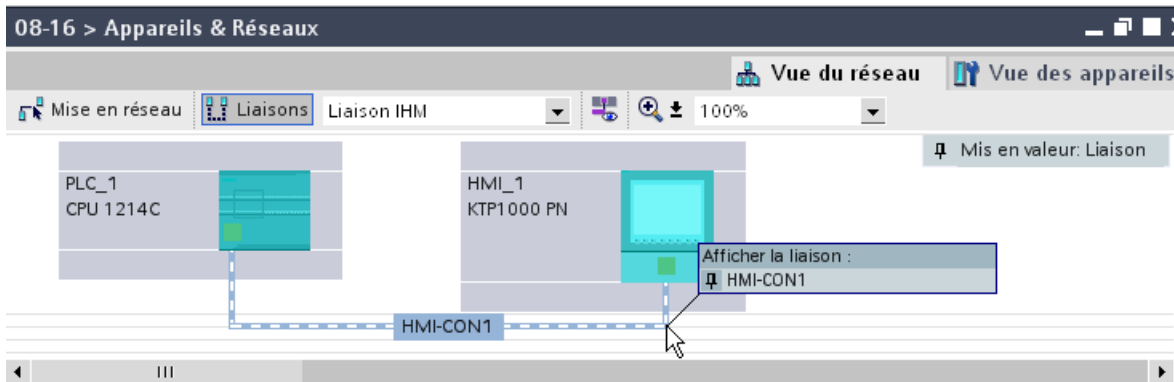 08-16 > Appareils & Réseaux
Vue du réseau
Vue des appareils
Mise en réseau
Liaisons
Liaison IHM
100%
Mis en valeur: Liaison
PLC_1
CPU 1214C
HMI_1
KTP1000 PN
Afficher la liaison :
HMI-CON1
HMI-CON1